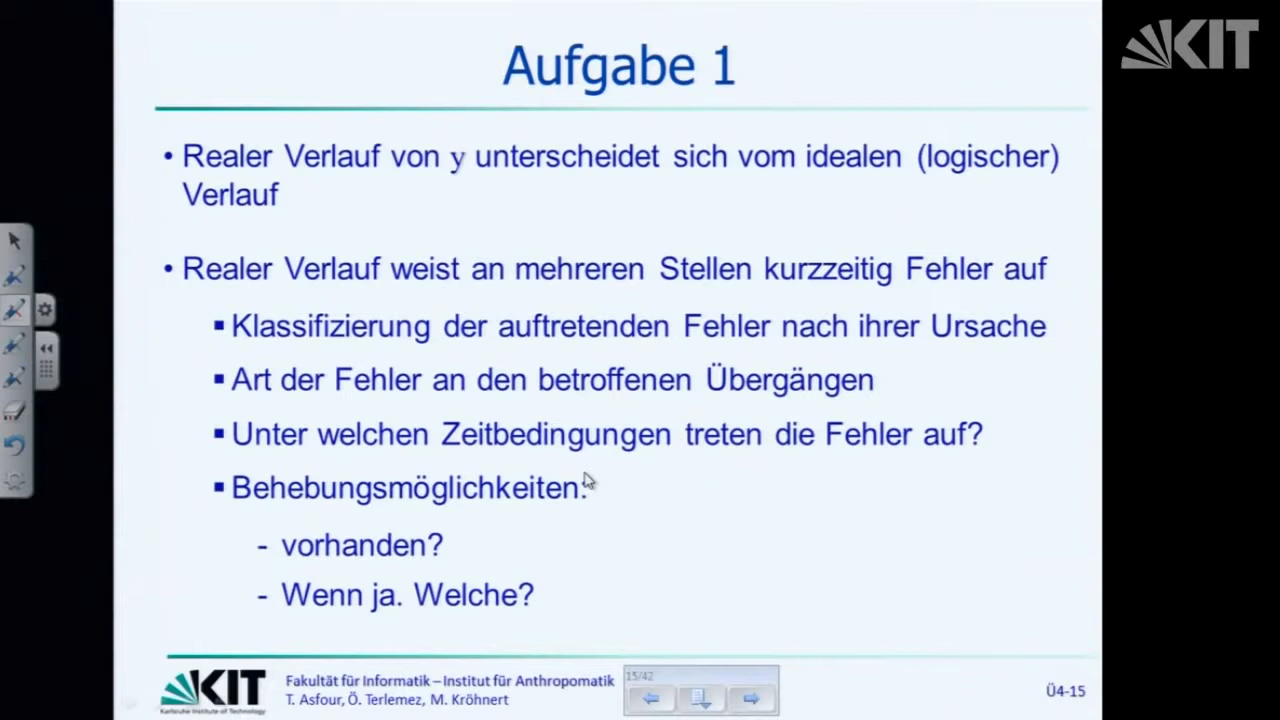 KIT
Aufgabe 1
• Realer Verlauf von y unterscheidet sich vom idealen (logischer)
Verlauf
• Realer Verlauf weist an mehreren Stellen kurzzeitig Fehler auf
▪ Klassifizierung der auftretenden Fehler nach ihrer Ursache
▪ Art der Fehler an den betroffenen Übergängen
▪ Unter welchen Zeitbedingungen treten die Fehler auf?
▪ Behebungsmöglichkeiten:
- vorhanden?
- Wenn ja. Welche?
KIT
Karlsruhe Institute of Technology
Fakultät für Informatik – Institut für Anthropomatik
T. Asfour, Ö. Terlemez, M. Kröhnert
15/42
Ü4-15